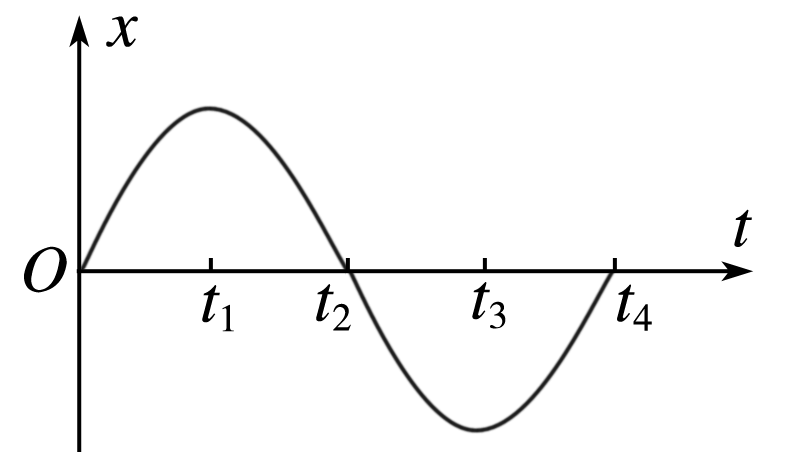 x
t
O
t₁ t₂ t₃ t₄